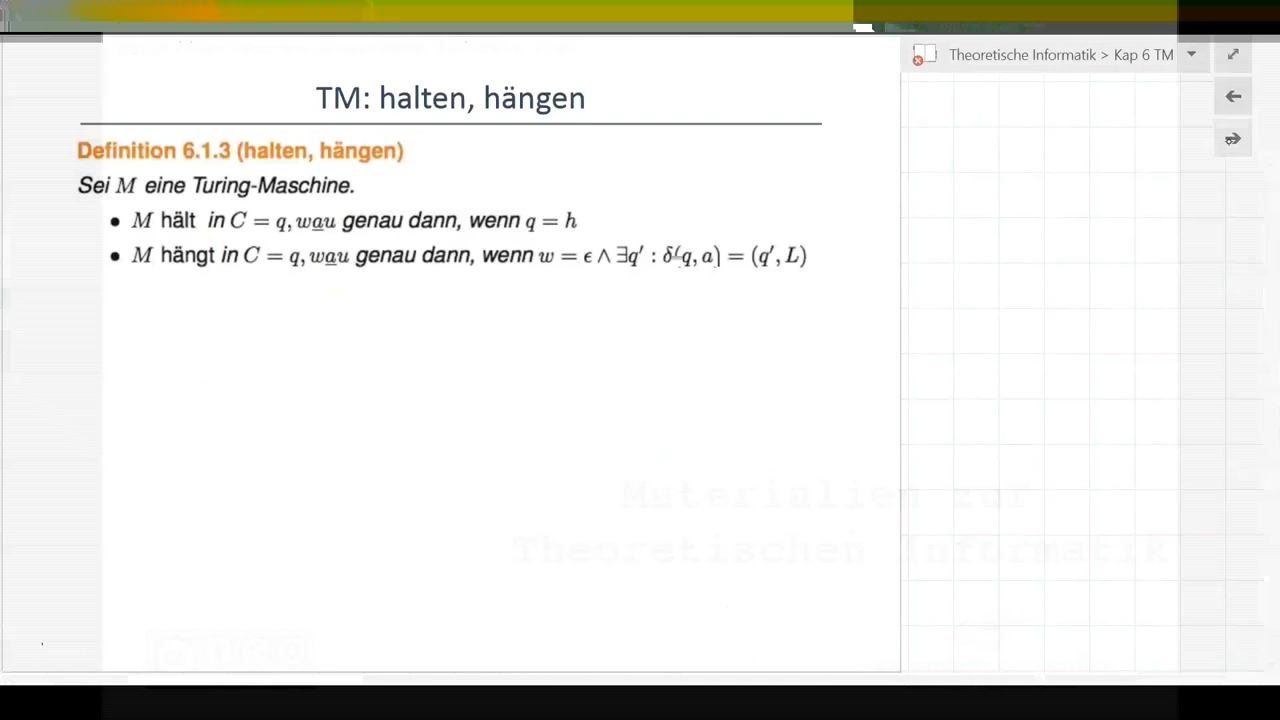 Theoretische Informatik > Kap 6 TM
TM: halten, hängen
Definition 6.1.3 (halten, hängen)
Sei M eine Turing-Maschine.
• M hält in C = q, wau genau dann, wenn q = h
• M hängt in C = q, wau genau dann, wenn w = ϵ ∧ ∃q′ : δ(q, a) = (q′, L)
Materialien zur
Theoretischen Informatik